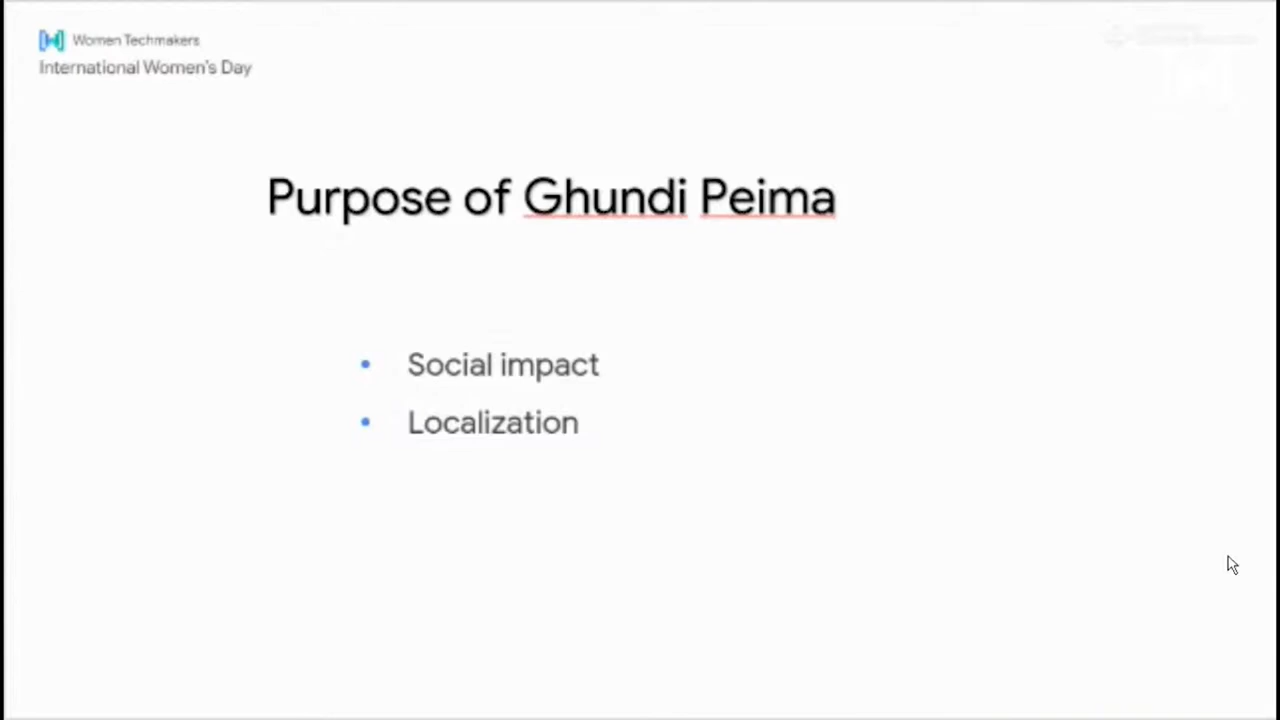 Women Techmakers
International Women's Day
Purpose of Ghundi Peima
• Social impact
• Localization